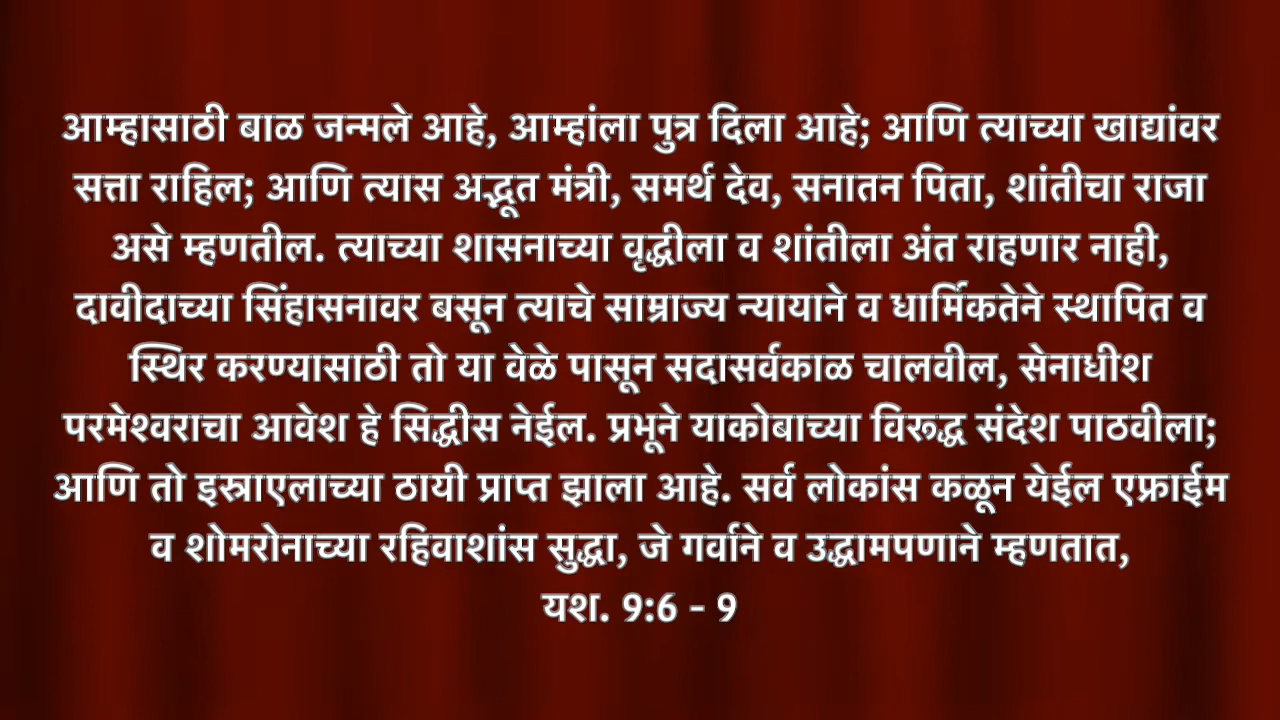 आम्हासाठी बाळ जन्मले आहे, आम्हांला पुत्र दिला आहे; आणि त्याच्या खाद्यांवर
सत्ता राहिल; आणि त्यास अद्भूत मंत्री, समर्थ देव, सनातन पिता, शांतीचा राजा
असे म्हणतील. त्याच्या शासनाच्या वृद्धीला व शांतीला अंत राहणार नाही,
दावीदाच्या सिंहासनावर बसून त्याचे साम्राज्य न्यायाने व धार्मिकतेने स्थापित व
स्थिर करण्यासाठी तो या वेळे पासून सदासर्वकाळ चालवील, सेनाधीश
परमेश्वराचा आवेश हे सिद्धीस नेईल. प्रभूने याकोबाच्या विरूद्ध संदेश पाठवीला;
आणि तो इस्राएलाच्या ठायी प्राप्त झाला आहे. सर्व लोकांस कळून येईल एफ्राईम
व शोमरोनाच्या रहिवाशांस सुद्धा, जे गर्वाने व उद्धामपणाने म्हणतात,
यश. 9:6 - 9